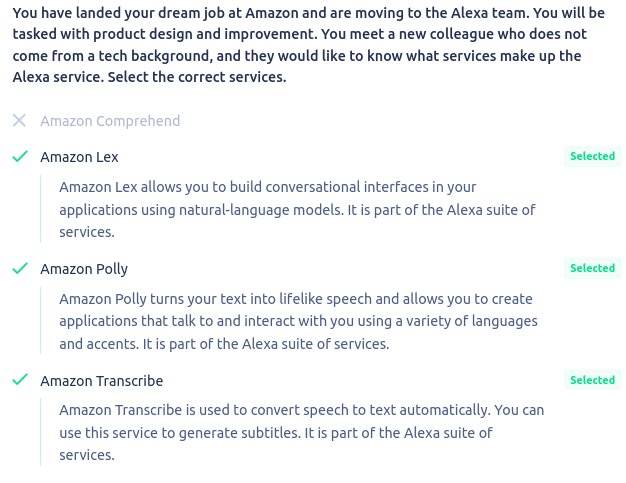 You have landed your dream job at Amazon and are moving to the Alexa team. You will be
tasked with product design and improvement. You meet a new colleague who does not
come from a tech background, and they would like to know what services make up the
Alexa service. Select the correct services.
Amazon Comprehend
Amazon Lex
Selected
Amazon Lex allows you to build conversational interfaces in your
applications using natural-language models. It is part of the Alexa suite of
services.
Amazon Polly
Selected
Amazon Polly turns your text into lifelike speech and allows you to create
applications that talk to and interact with you using a variety of languages
and accents. It is part of the Alexa suite of services.
Amazon Transcribe
Selected
Amazon Transcribe is used to convert speech to text automatically. You can
use this service to generate subtitles. It is part of the Alexa suite of
services.